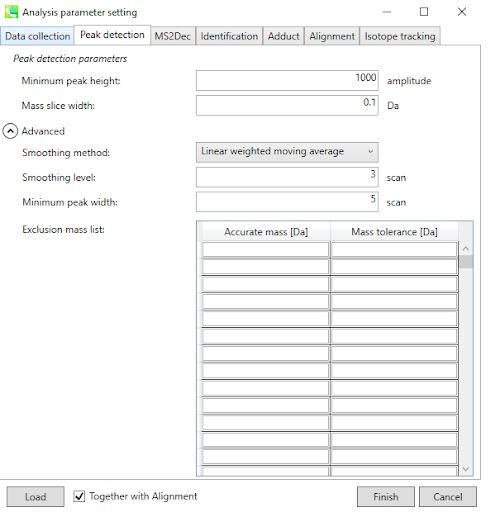 Analysis parameter setting
Data collection Peak detection MS2Dec Identification Adduct Alignment Isotope tracking
Peak detection parameters
Minimum peak height: 1000 amplitude
Mass slice width: 0.1 Da
Advanced
Smoothing method: Linear weighted moving average
Smoothing level: 3 scan
Minimum peak width: 5 scan
Exclusion mass list: Accurate mass [Da] Mass tolerance [Da]
Load Together with Alignment Finish Cancel